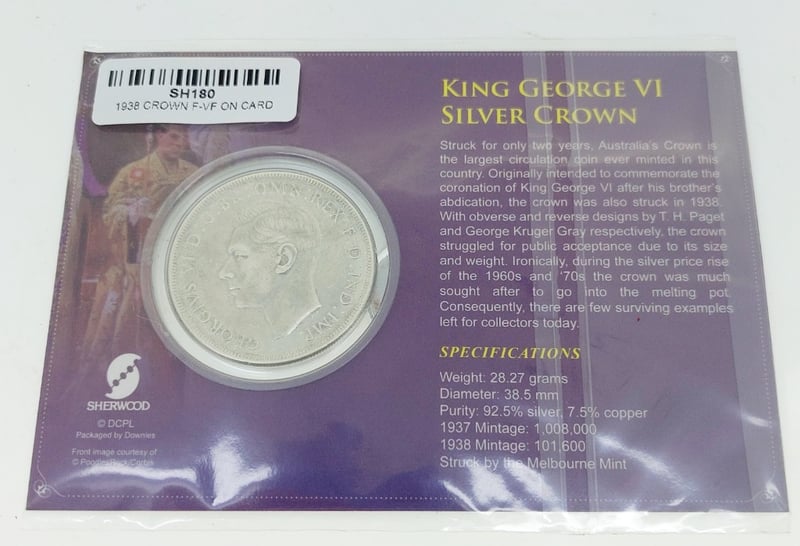 SH180
1938 CROWN F-VF ON CARD
KING GEORGE VI
SILVER CROWN
Struck for only two years, Australia's Crown is
the largest circulation coin ever minted in this
country. Originally intended to commemorate the
coronation of King George VI after his brother's
abdication, the crown was also struck in 1938.
With obverse and reverse designs by T. H. Paget
and George Kruger Gray respectively, the crown
struggled for public acceptance due to its size
and weight. Ironically, during the silver price rise
of the 1960s and '70s the crown was much
sought after to go into the melting pot.
Consequently, there are few surviving examples
left for collectors today.
SPECIFICATIONS
Weight: 28.27 grams
Diameter: 38.5 mm
Purity: 92.5% silver, 7.5% copper
1937 Mintage: 1,008,000
1938 Mintage: 101,600
Struck by the Melbourne Mint
GEORGIVS VI D: G: BR: OMN: REX F: D: IND: IMP.
SHERWOOD
© DCPL
Packaged by Downies
Front image courtesy of
©